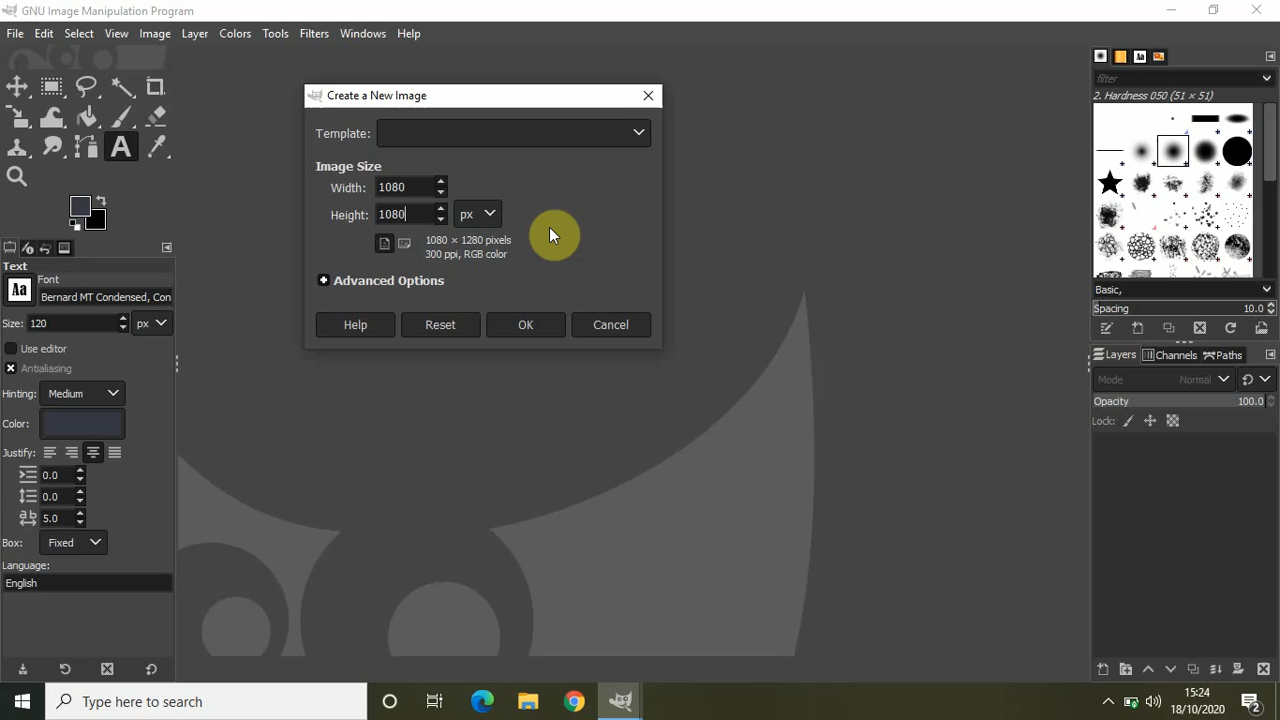 GNU Image Manipulation Program
File Edit Select View Image Layer Colors Tools Filters Windows Help
Create a New Image
Template:
Image Size
Width: 1080
Height: 1080 px
1080 × 1280 pixels
300 ppi, RGB color
Advanced Options
Help Reset OK Cancel
Text
Aa Font
Bernard MT Condensed, Con
Size: 120 px
Use editor
Antialiasing
Hinting: Medium
Color:
Justify:
0.0
0.0
ab 5.0
Box: Fixed
Language:
English
filter
2. Hardness 050 (51 × 51)
Basic,
Spacing 10.0
Layers Channels Paths
Mode Normal
Opacity 100.0
Lock:
Type here to search
15:24
18/10/2020
2